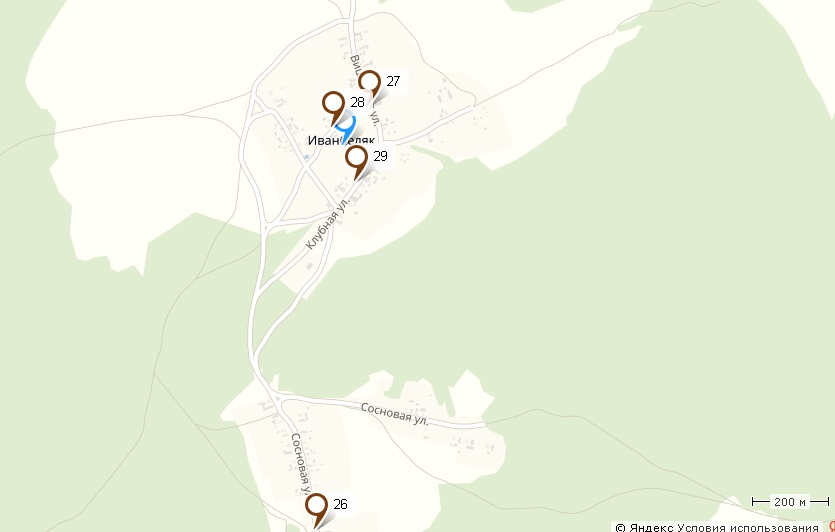 27
28
ул.
29
Клубная ул.
Сосновая ул.
Сосновая
26
200 м
© Яндекс Условия использования